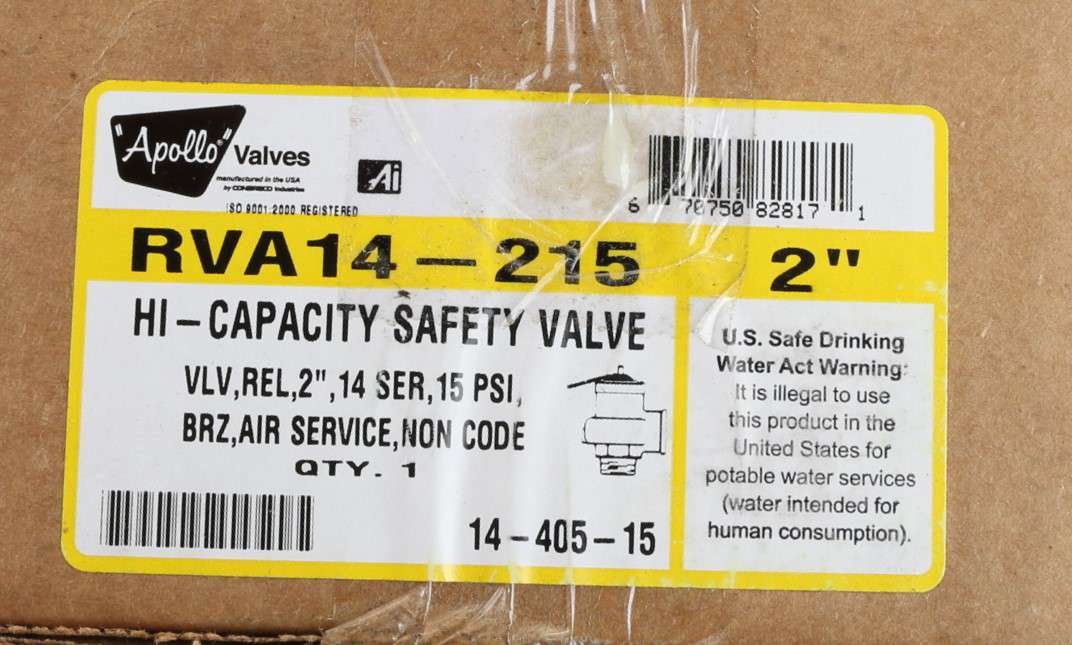 "Apollo"® Valves
manufactured in the USA
by CONBRACO Industries
Ai
ISO 9001:2000 REGISTERED
6 70750 82817 1
RVA14-215
2"
HI-CAPACITY SAFETY VALVE
VLV,REL,2",14 SER,15 PSI,
BRZ,AIR SERVICE,NON CODE
QTY. 1
14-405-15
U.S. Safe Drinking
Water Act Warning:
It is illegal to use
this product in the
United States for
potable water services
(water intended for
human consumption).